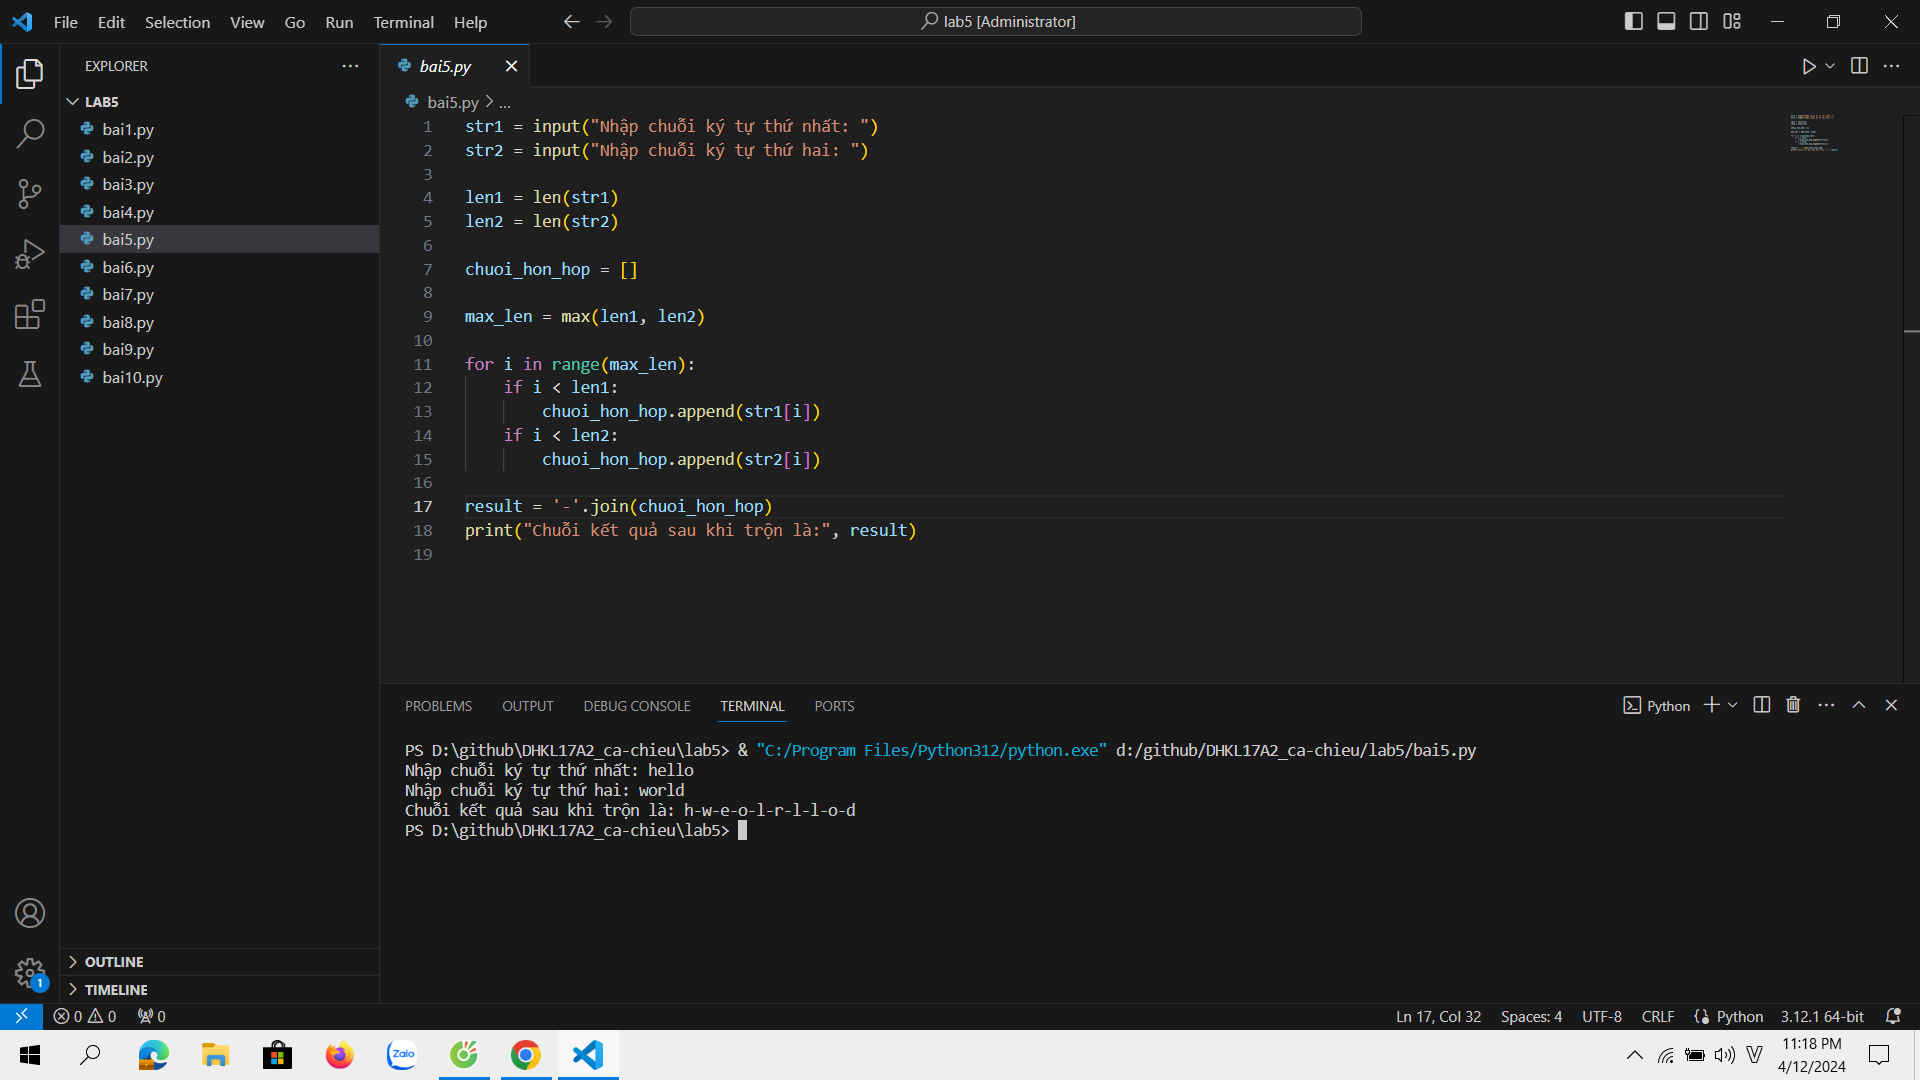 File Edit Selection View Go Run Terminal Help
lab5 [Administrator]
EXPLORER
LAB5
bai1.py
bai2.py
bai3.py
bai4.py
bai5.py
bai6.py
bai7.py
bai8.py
bai9.py
bai10.py
OUTLINE
TIMELINE
bai5.py
bai5.py > ...
1 str1 = input("Nhập chuỗi ký tự thứ nhất: ")
2 str2 = input("Nhập chuỗi ký tự thứ hai: ")
3
4 len1 = len(str1)
5 len2 = len(str2)
6
7 chuoi_hon_hop = []
8
9 max_len = max(len1, len2)
10
11 for i in range(max_len):
12     if i < len1:
13         chuoi_hon_hop.append(str1[i])
14     if i < len2:
15         chuoi_hon_hop.append(str2[i])
16
17 result = '-'.join(chuoi_hon_hop)
18 print("Chuỗi kết quả sau khi trộn là:", result)
19
PROBLEMS OUTPUT DEBUG CONSOLE TERMINAL PORTS
Python
PS D:\github\DHKL17A2_ca-chieu\lab5> & "C:/Program Files/Python312/python.exe" d:/github/DHKL17A2_ca-chieu/lab5/bai5.py
Nhập chuỗi ký tự thứ nhất: hello
Nhập chuỗi ký tự thứ hai: world
Chuỗi kết quả sau khi trộn là: h-w-e-o-l-r-l-l-o-d
PS D:\github\DHKL17A2_ca-chieu\lab5>
1
0 0 0
Ln 17, Col 32 Spaces: 4 UTF-8 CRLF Python 3.12.1 64-bit
Zalo
V
11:18 PM
4/12/2024